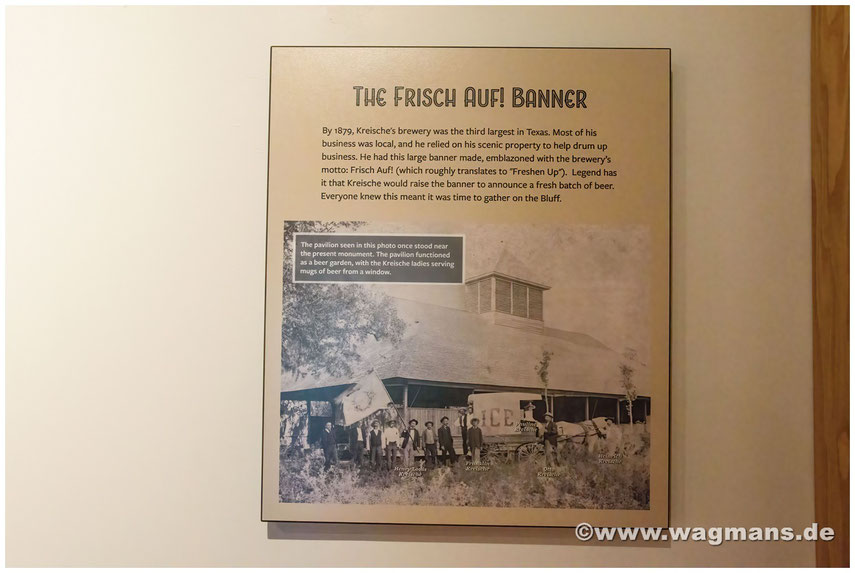 THE FRISCH AUF! BANNER
By 1879, Kreische's brewery was the third largest in Texas. Most of his
business was local, and he relied on his scenic property to help drum up
business. He had this large banner made, emblazoned with the brewery's
motto: Frisch Auf! (which roughly translates to "Freshen Up"). Legend has
it that Kreische would raise the banner to announce a fresh batch of beer.
Everyone knew this meant it was time to gather on the Bluff.
The pavilion seen in this photo once stood near
the present monument. The pavilion functioned
as a beer garden, with the Kreische ladies serving
mugs of beer from a window.
ICE
Kreische
Kreische
Otto
Kreische
Kreische
©www.wagmans.de